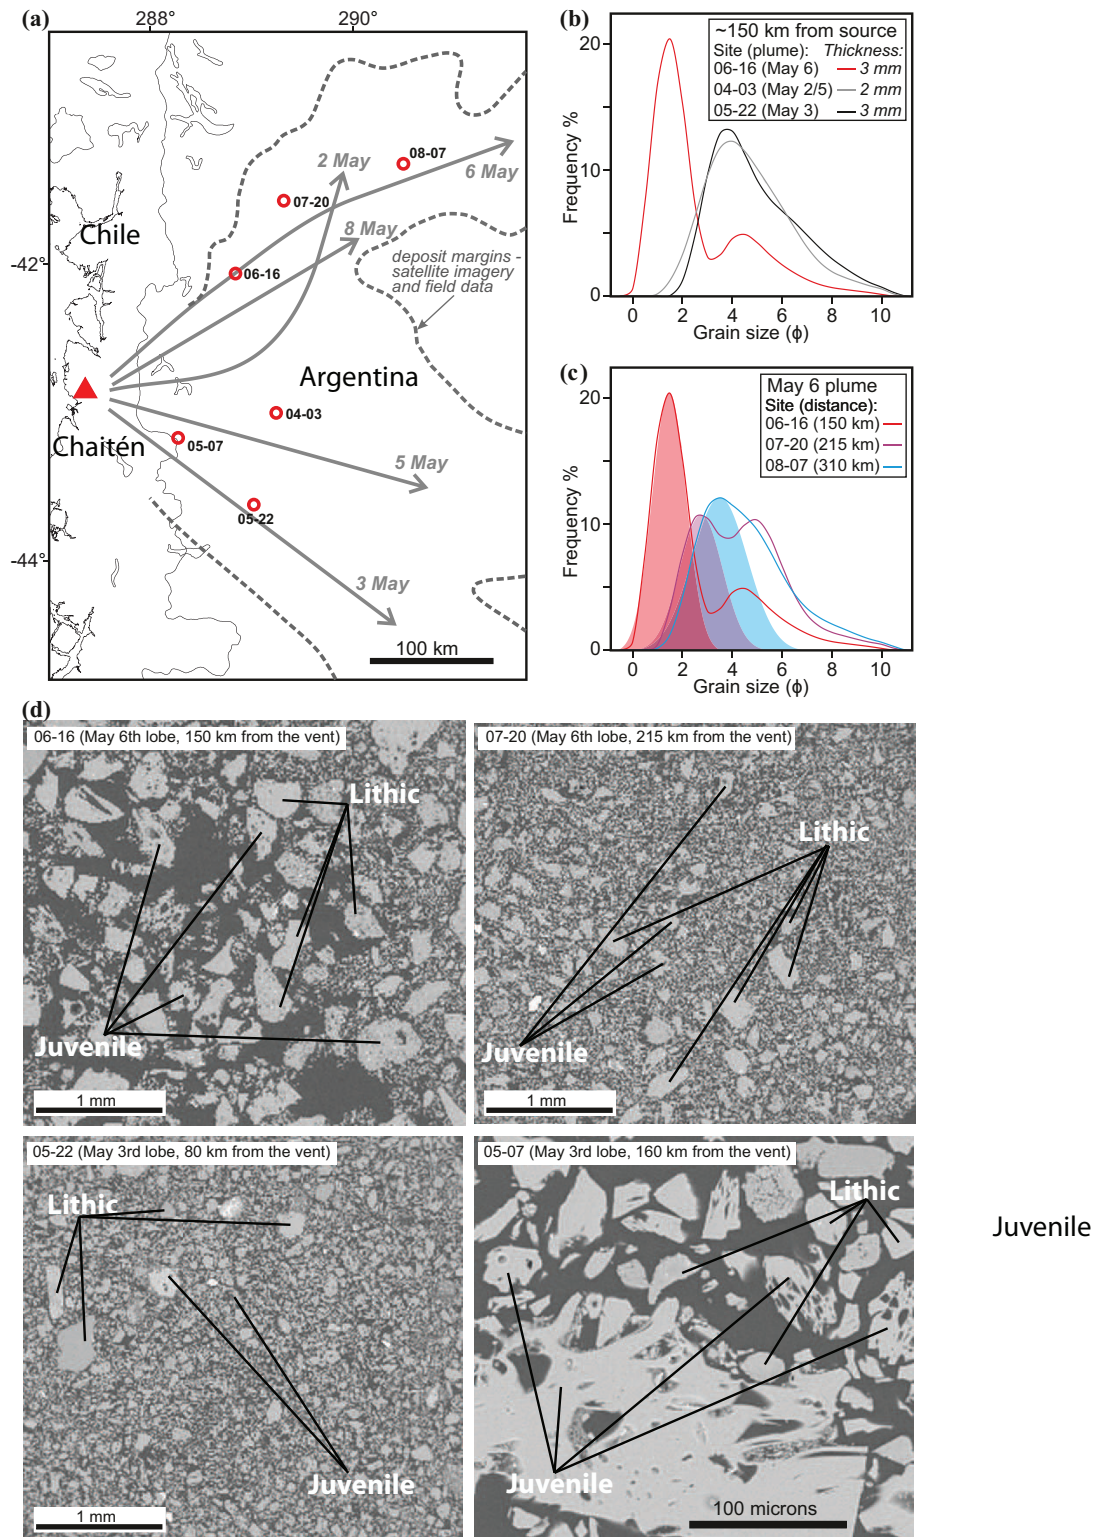 (a)
288°
290°
08-07
2 May
6 May
07-20
Chile
8 May
-42°
06-16
deposit margins -
satellite imagery
and field data
Argentina
04-03
05-07
Chaitén
5 May
05-22
-44°
3 May
100 km
(b)
~150 km from source
Site (plume): Thickness:
06-16 (May 6) 3 mm
04-03 (May 2/5) 2 mm
05-22 (May 3) 3 mm
20
10
0
Frequency %
0 2 4 6 8 10
Grain size (ϕ)
(c)
May 6 plume
Site (distance):
06-16 (150 km)
07-20 (215 km)
08-07 (310 km)
20
10
0
Frequency %
0 2 4 6 8 10
Grain size (ϕ)
(d)
06-16 (May 6th lobe, 150 km from the vent)
Lithic
Juvenile
1 mm
07-20 (May 6th lobe, 215 km from the vent)
Lithic
Juvenile
1 mm
05-22 (May 3rd lobe, 80 km from the vent)
Lithic
Juvenile
1 mm
05-07 (May 3rd lobe, 160 km from the vent)
Lithic
Juvenile
100 microns
Juvenile